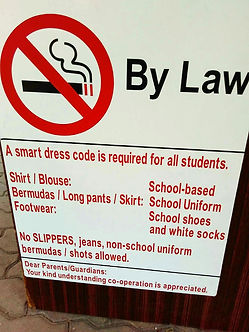 By Law
A smart dress code is required for all students.
Shirt / Blouse: School-based
Bermudas / Long pants / Skirt: School Uniform
Footwear: School shoes
and white socks
No SLIPPERS, jeans, non-school uniform
bermudas / shots allowed.
Dear Parents/Guardians:
Your kind understanding co-operation is appreciated.